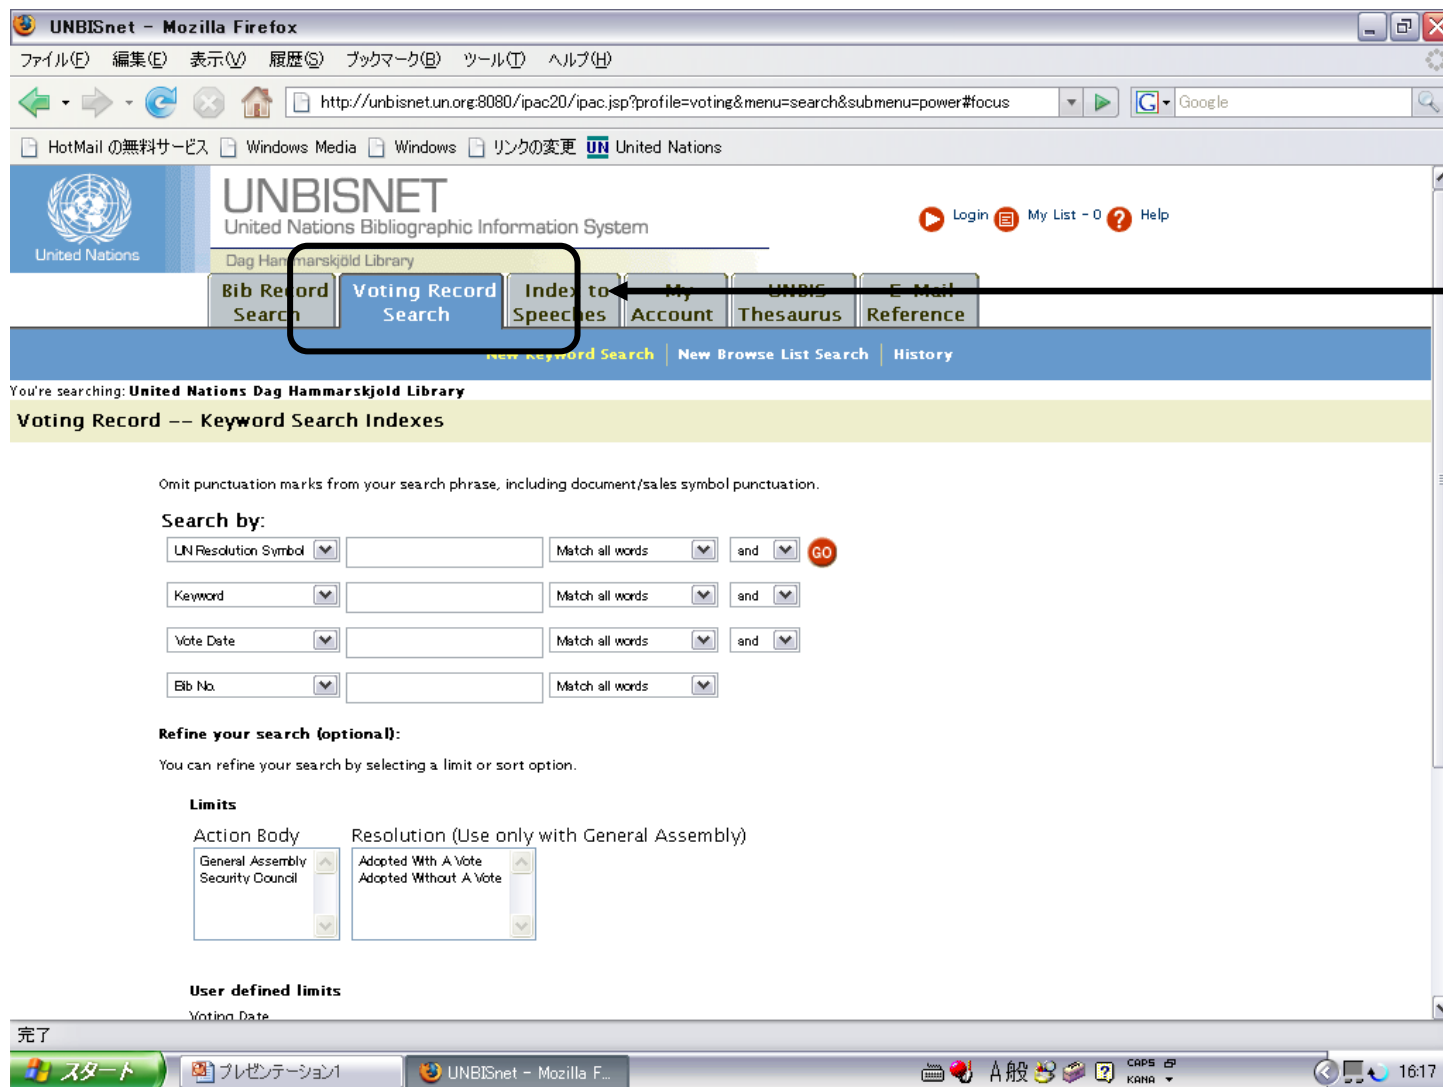 UNBISnet - Mozilla Firefox
ファイル(F) 編集(E) 表示(V) 履歴(S) ブックマーク(B) ツール(T) ヘルプ(H)
http://unbisnet.un.org:8080/ipac20/ipac.jsp?profile=voting&menu=search&submenu=power#focus
G Google
HotMail の無料サービス Windows Media Windows リンクの変更 UN United Nations
UNBISNET
United Nations Bibliographic Information System
Login My List - 0 ? Help
United Nations
Dag Hammarskjöld Library
Bib Record Search
Voting Record Search
Index to Speeches
My Account
UNBIS Thesaurus
E-Mail Reference
New Keyword Search | New Browse List Search | History
You're searching: United Nations Dag Hammarskjold Library
Voting Record -- Keyword Search Indexes
Omit punctuation marks from your search phrase, including document/sales symbol punctuation.
Search by:
UN Resolution Symbol Match all words and GO
Keyword Match all words and
Vote Date Match all words and
Bib No. Match all words
Refine your search (optional):
You can refine your search by selecting a limit or sort option.
Limits
Action Body Resolution (Use only with General Assembly)
General Assembly Adopted With A Vote
Security Council Adopted Without A Vote
User defined limits
Voting Date
完了
スタート プレゼンテーション1 UNBISnet - Mozilla F... A 般 ? CAPS KANA 16:17